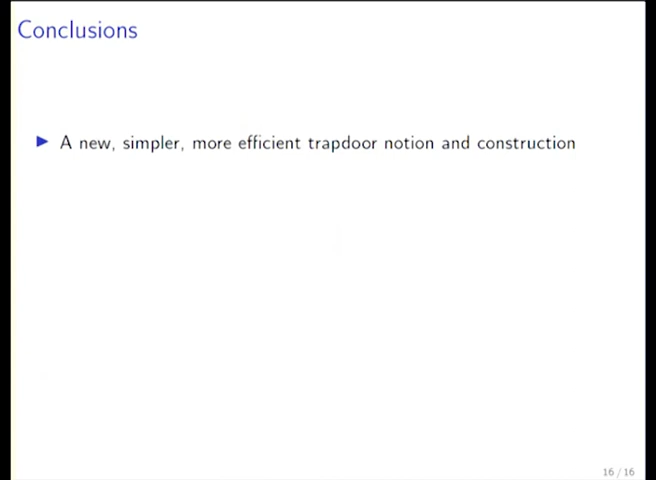 Conclusions
▶ A new, simpler, more efficient trapdoor notion and construction
16 / 16